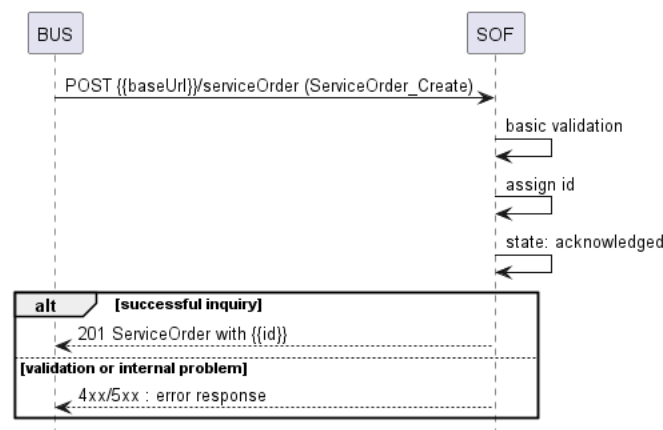 BUS
SOF
POST {{baseUrl}}/serviceOrder (ServiceOrder_Create)
basic validation
assign id
state: acknowledged
alt [successful inquiry]
201 ServiceOrder with {{id}}
[validation or internal problem]
4xx/5xx : error response